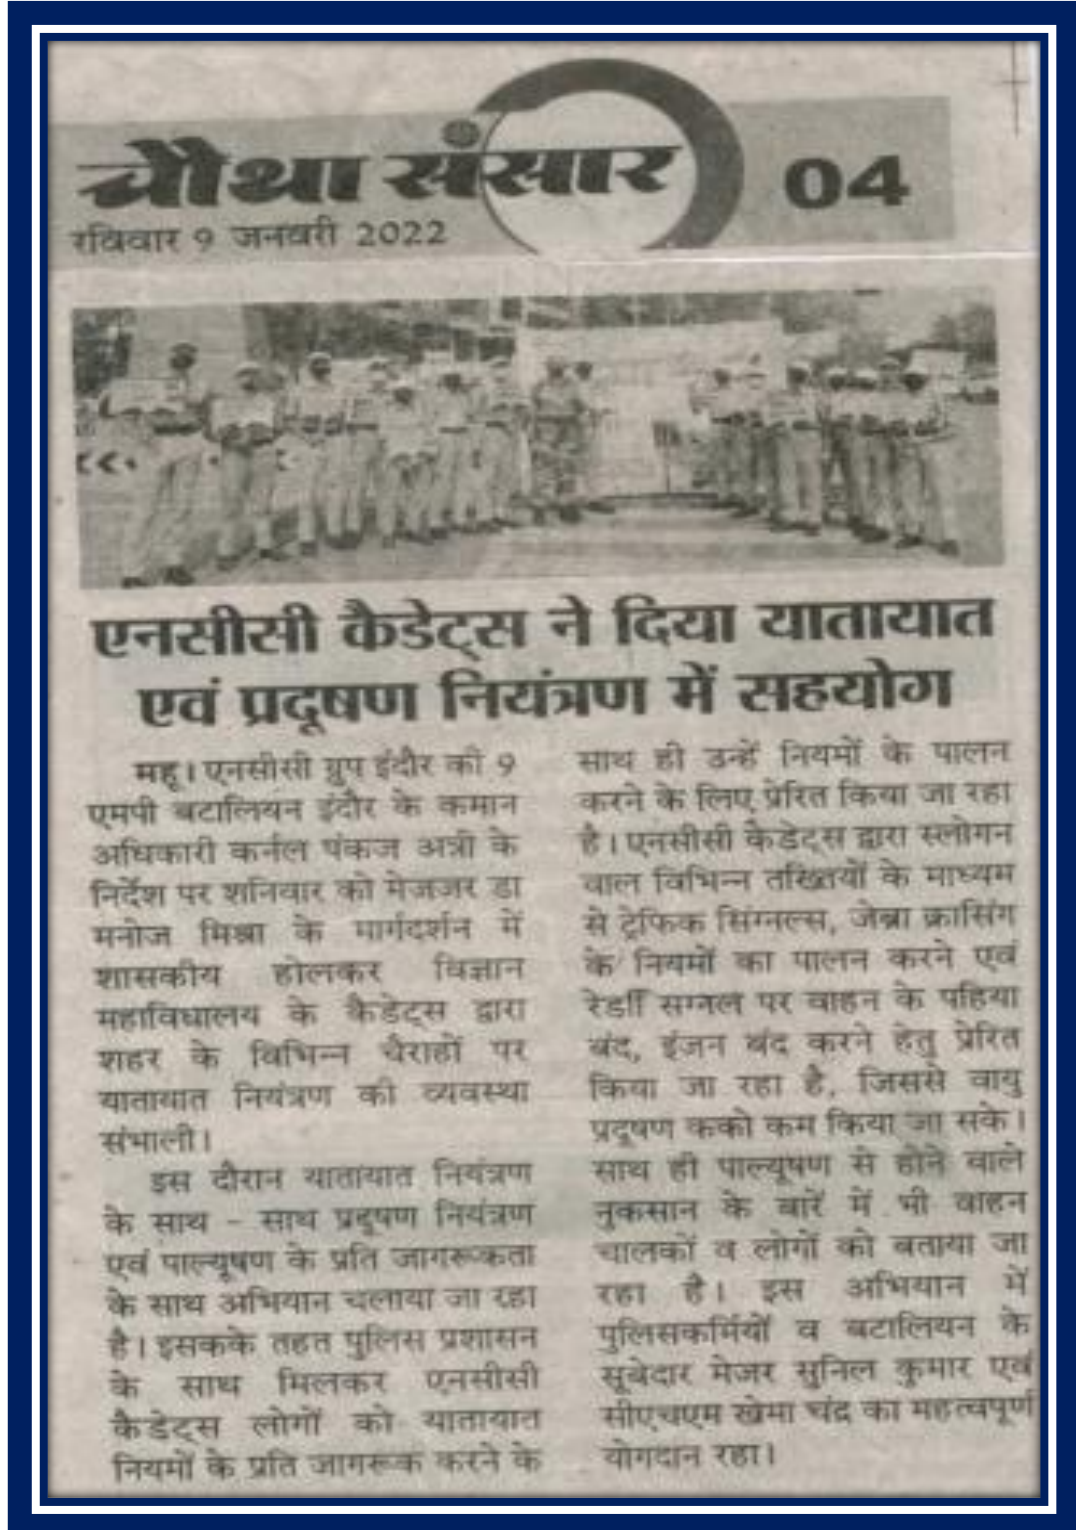 चौथा संसार
04
रविवार 9 जनवरी 2022
एनसीसी कैडेट्स ने दिया यातायात
एवं प्रदूषण नियंत्रण में सहयोग
महू। एनसीसी ग्रुप इंदौर की 9
एमपी बटालियन इंदौर के कमान
अधिकारी कर्नल पंकज अत्री के
निर्देश पर शनिवार को मेजजर डा
मनोज मिश्रा के मार्गदर्शन में
शासकीय होलकर विज्ञान
महाविधालय के कैडेट्स द्वारा
शहर के विभिन्न चैराहों पर
यातायात नियंत्रण की व्यवस्था
संभाली।
इस दौरान यातायात नियंत्रण
के साथ - साथ प्रदूषण नियंत्रण
एवं पाल्यूषण के प्रति जागरूकता
के साथ अभियान चलाया जा रहा
है। इसकके तहत पुलिस प्रशासन
के साथ मिलकर एनसीसी
कैडेट्स लोगों को यातायात
नियमों के प्रति जागरूक करने के
साथ ही उन्हें नियमों के पालन
करने के लिए प्रेरित किया जा रहा
है। एनसीसी कैडेट्स द्वारा स्लोगन
वाल विभिन्न तख्तियों के माध्यम
से ट्रेफिक सिंग्नल्स, जेब्रा क्रासिंग
के नियमों का पालन करने एवं
सग्नल पर वाहन के पहिया
बंद, इंजन बंद करने हेतु प्रेरित
किया जा रहा है, जिससे वायु
प्रदूषण कको कम किया जा सके।
साथ ही पाल्यूषण से होने वाले
नुकसान के बारें में भी वाहन
चालकों व लोगों को बताया जा
रहा है। इस अभियान में
पुलिसकर्मियों व बटालियन के
सूबेदार मेजर सुनिल कुमार एवं
सीएचएम खेमा चंद्र का महत्वपूर्ण
योगदान रहा।